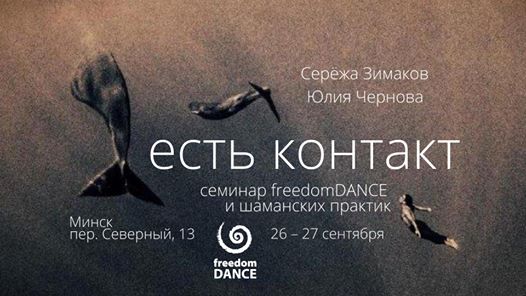 Серёжа Зимаков
Юлия Чернова
есть контакт
семинар freedomDANCE
и шаманских практик
Минск
пер. Северный, 13
26 – 27 сентября
freedom
DANCE